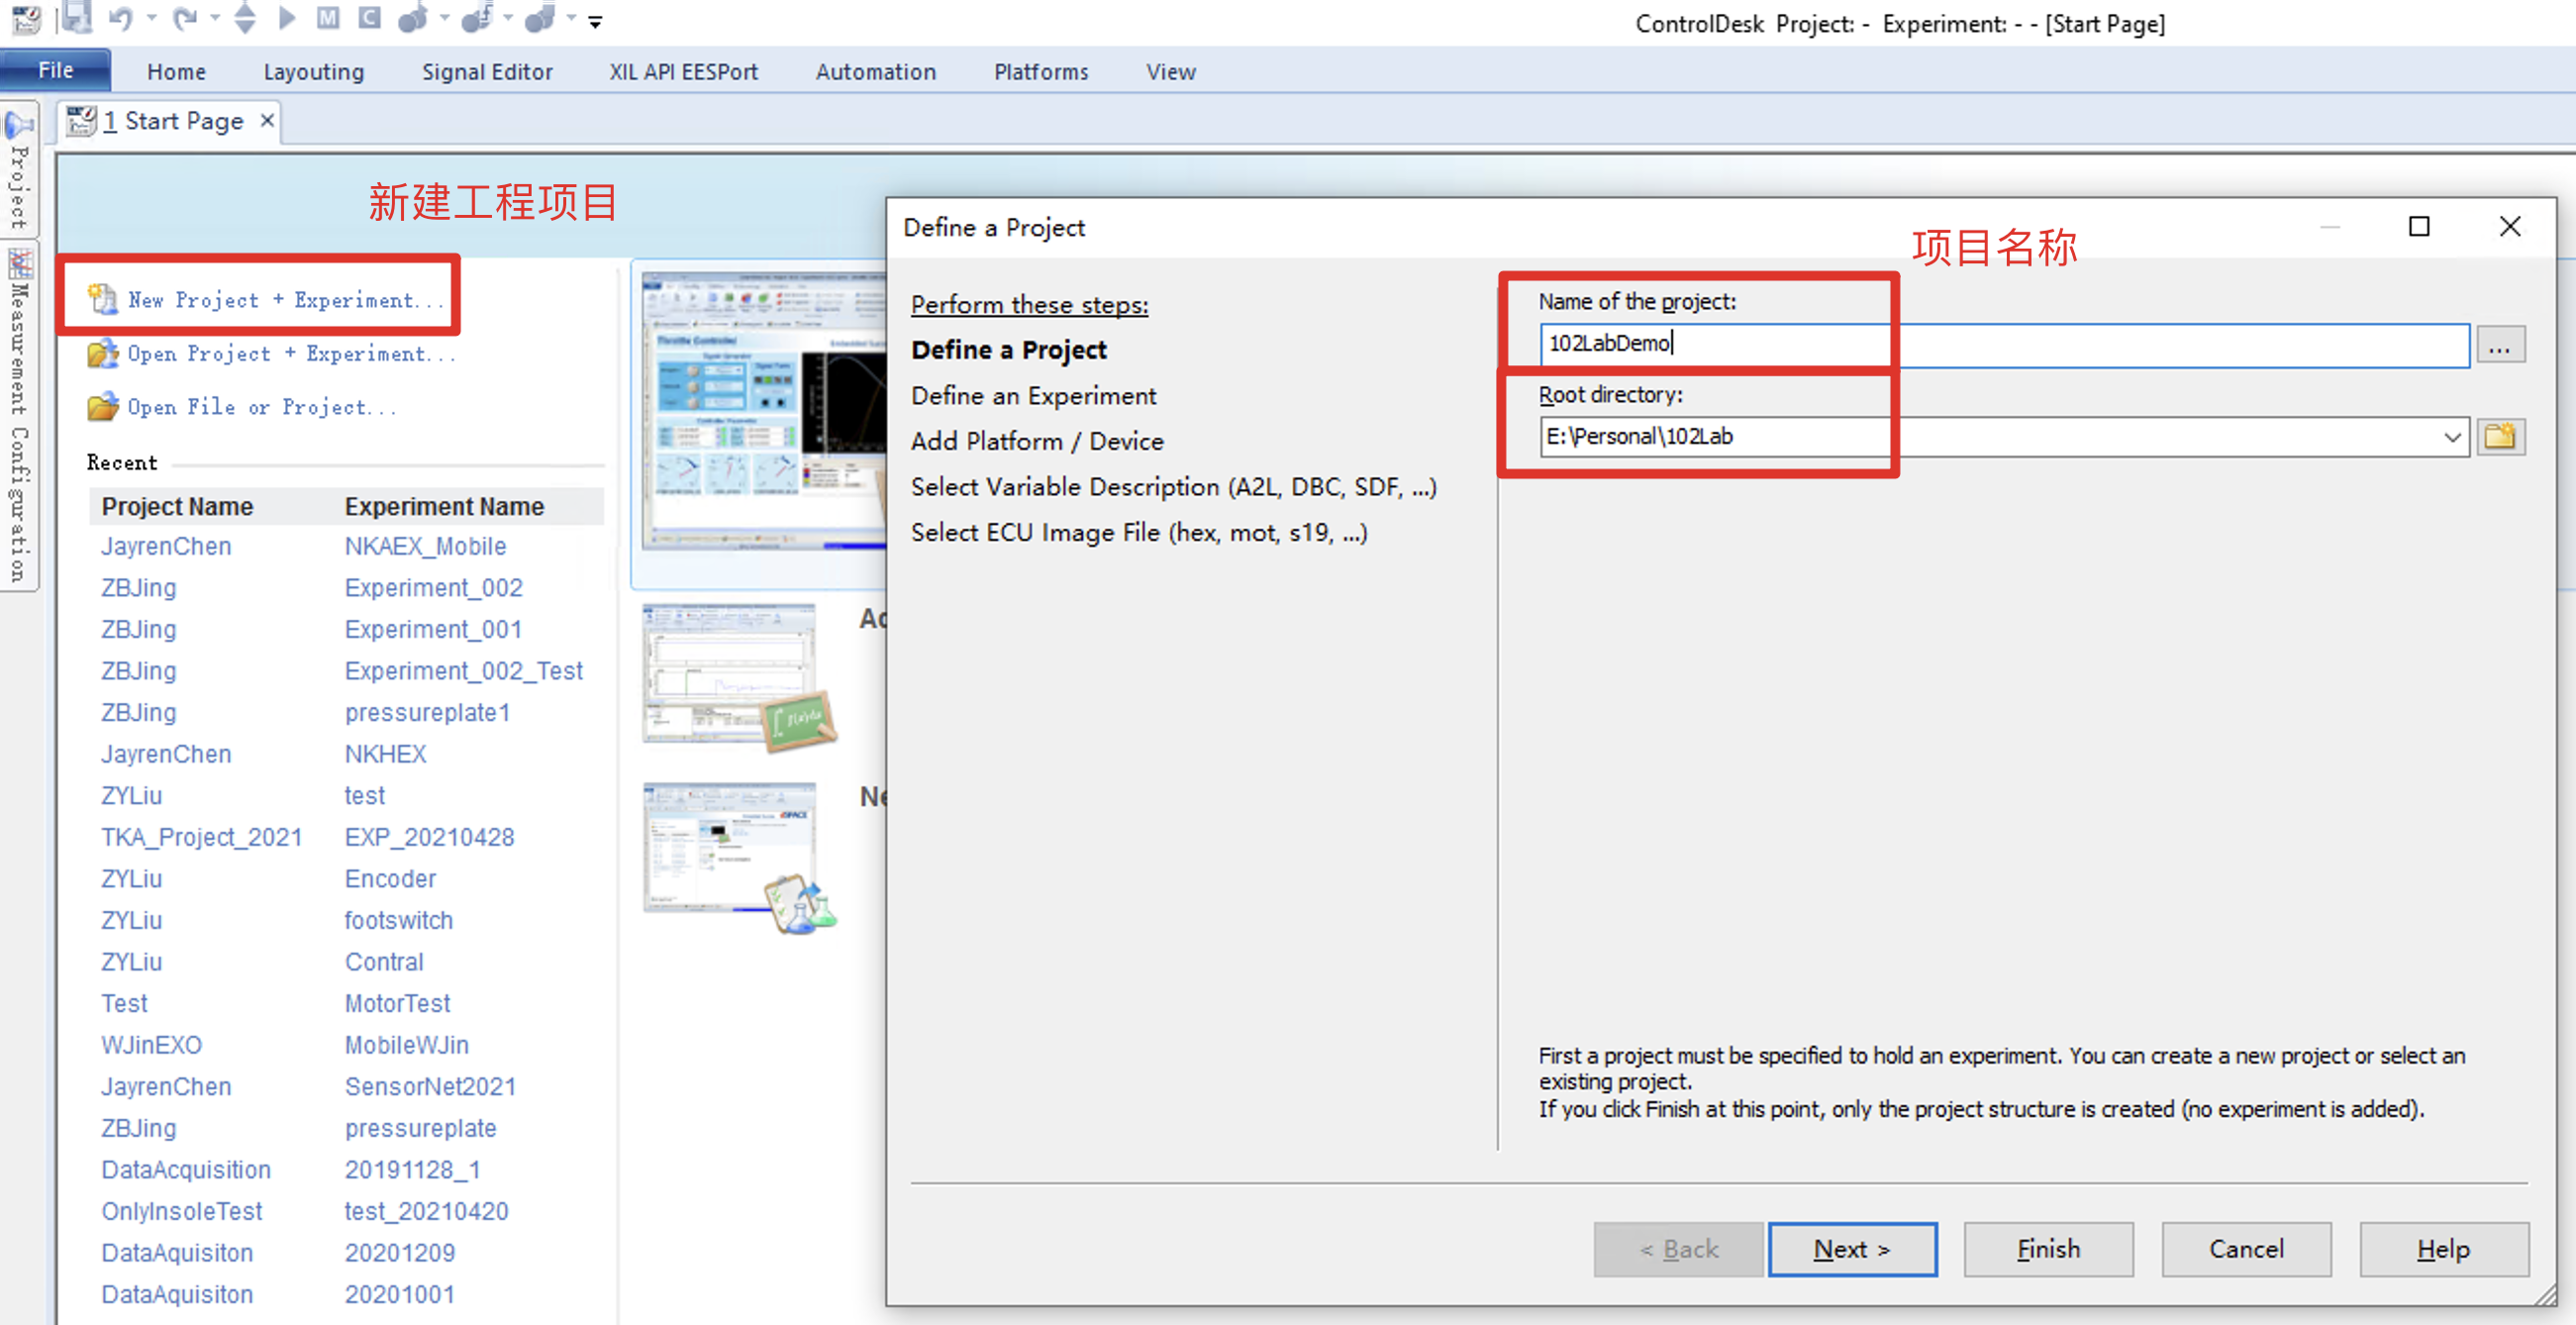 ControlDesk Project: - Experiment: - - [Start Page]
File Home Layouting Signal Editor XIL API EESPort Automation Platforms View
1 Start Page
Project
Measurement Configuration
新建工程项目
New Project + Experiment...
Open Project + Experiment...
Open File or Project...
Recent
Project Name Experiment Name
JayrenChen NKAEX_Mobile
ZBJing Experiment_002
ZBJing Experiment_001
ZBJing Experiment_002_Test
ZBJing pressureplate1
JayrenChen NKHEX
ZYLiu test
TKA_Project_2021 EXP_20210428
ZYLiu Encoder
ZYLiu footswitch
ZYLiu Contral
Test MotorTest
WJinEXO MobileWJin
JayrenChen SensorNet2021
ZBJing pressureplate
DataAcquisition 20191128_1
OnlyInsoleTest test_20210420
DataAquisiton 20201209
DataAquisiton 20201001
Define a Project
项目名称
Perform these steps:
Define a Project
Define an Experiment
Add Platform / Device
Select Variable Description (A2L, DBC, SDF, ...)
Select ECU Image File (hex, mot, s19, ...)
Name of the project:
102LabDemo
...
Root directory:
E:\Personal\102Lab
First a project must be specified to hold an experiment. You can create a new project or select an
existing project.
If you click Finish at this point, only the project structure is created (no experiment is added).
< Back Next > Finish Cancel Help